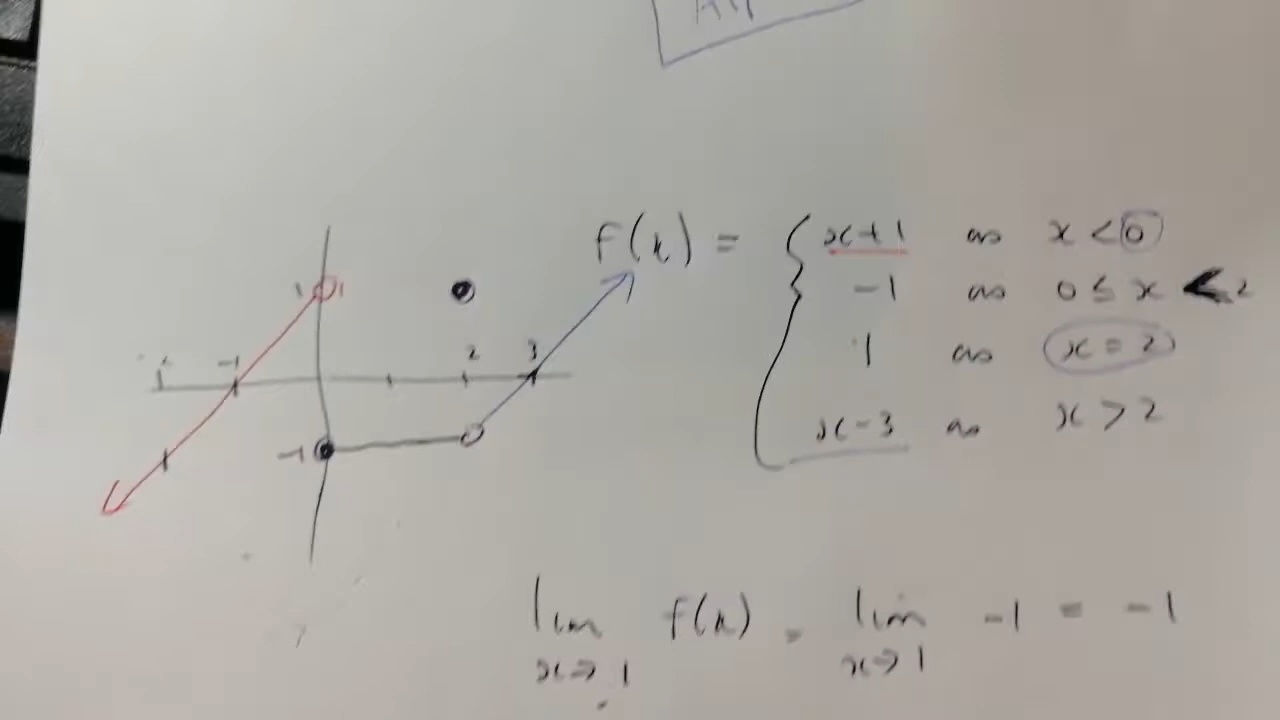 f(x) = { x+1 as x < 0
-1 as 0 ≤ x < 2
1 as x = 2
x-3 as x > 2
1 1
-1 2 3
-1
lim f(x) = lim -1 = -1
x→1 x→1